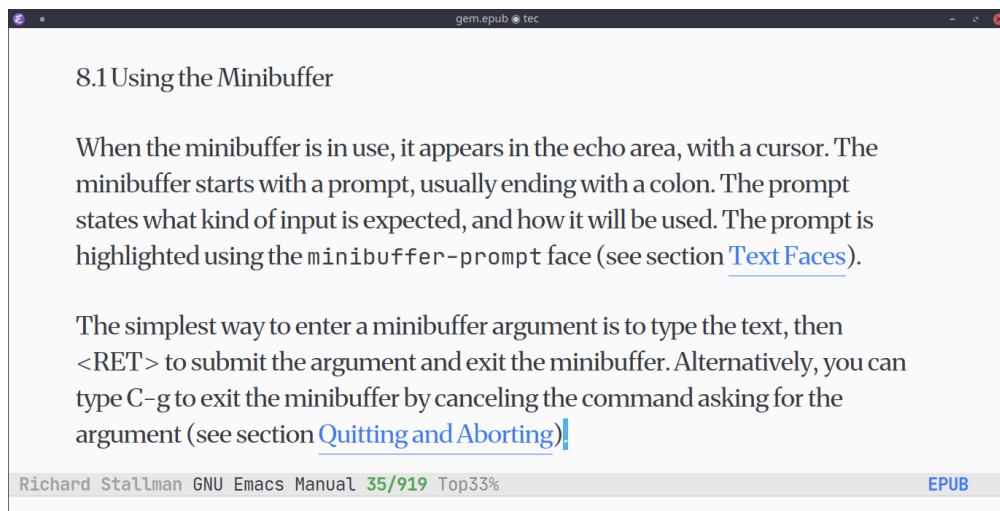 gem.epub ◉ tec
8.1 Using the Minibuffer
When the minibuffer is in use, it appears in the echo area, with a cursor. The
minibuffer starts with a prompt, usually ending with a colon. The prompt
states what kind of input is expected, and how it will be used. The prompt is
highlighted using the minibuffer-prompt face (see section Text Faces).
The simplest way to enter a minibuffer argument is to type the text, then
<RET> to submit the argument and exit the minibuffer. Alternatively, you can
type C-g to exit the minibuffer by canceling the command asking for the
argument (see section Quitting and Aborting).
Richard Stallman GNU Emacs Manual 35/919 Top33% EPUB